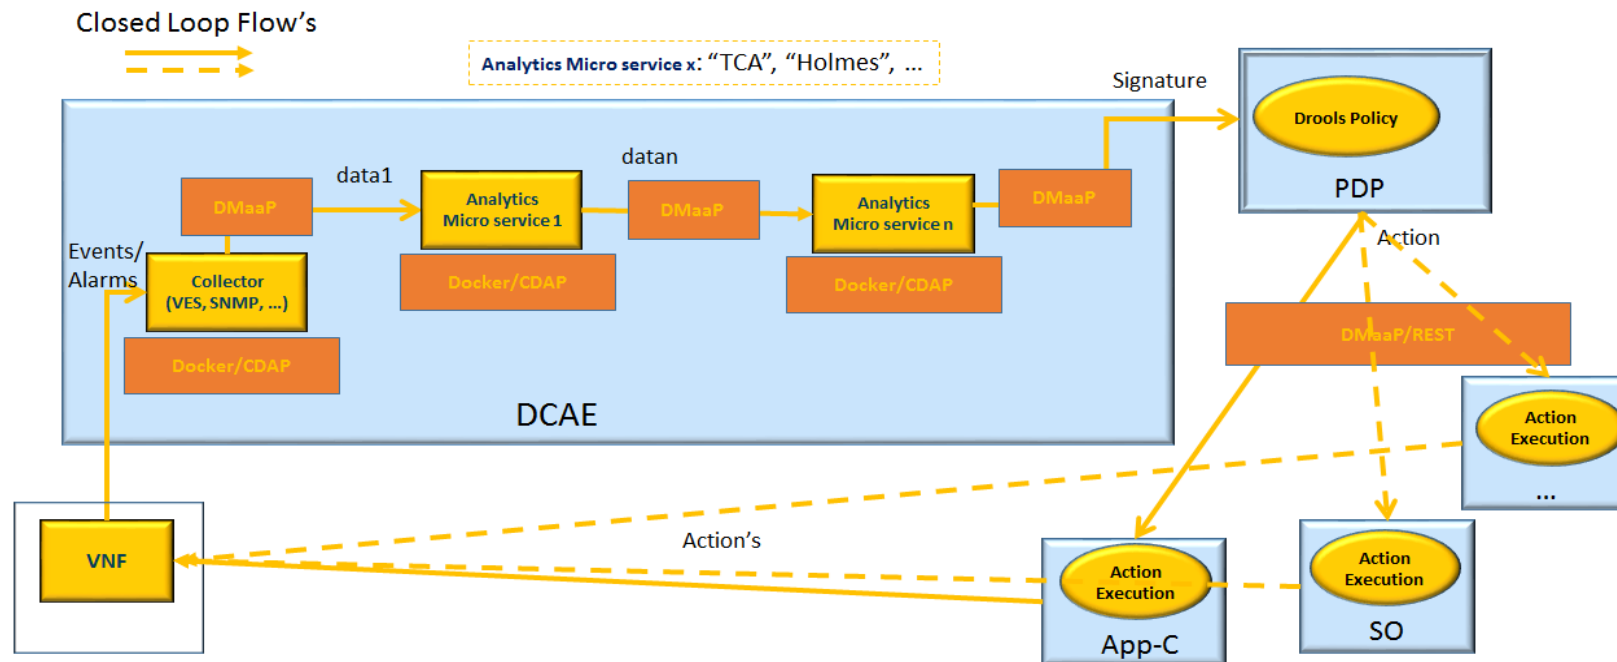 Closed Loop Flow's
Analytics Micro service x: “TCA”, “Holmes”, ...
Signature
Drools Policy
PDP
data1
datan
DMaaP
Analytics
Micro service 1
DMaaP
Analytics
Micro service n
DMaaP
Events/
Alarms
Collector
(VES, SNMP, ...)
Docker/CDAP
Docker/CDAP
Docker/CDAP
DCAE
Action
DMaaP/REST
Action
Execution
...
VNF
Action's
Action
Execution
App-C
Action
Execution
SO